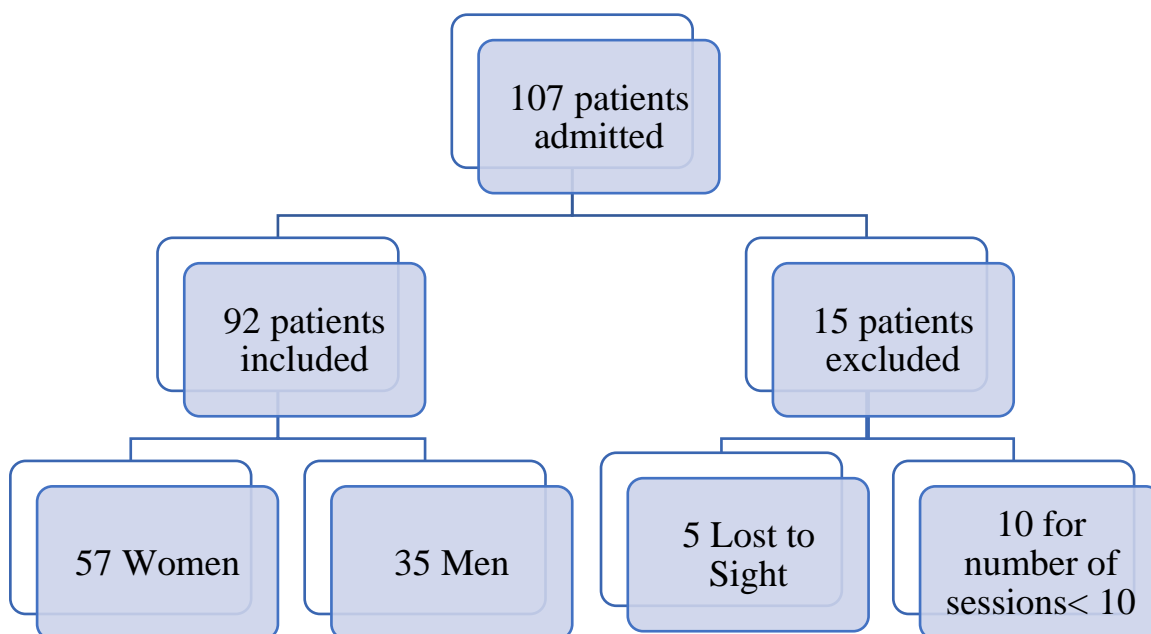 107 patients
admitted
92 patients
included
15 patients
excluded
57 Women
35 Men
5 Lost to
Sight
10 for
number of
sessions< 10